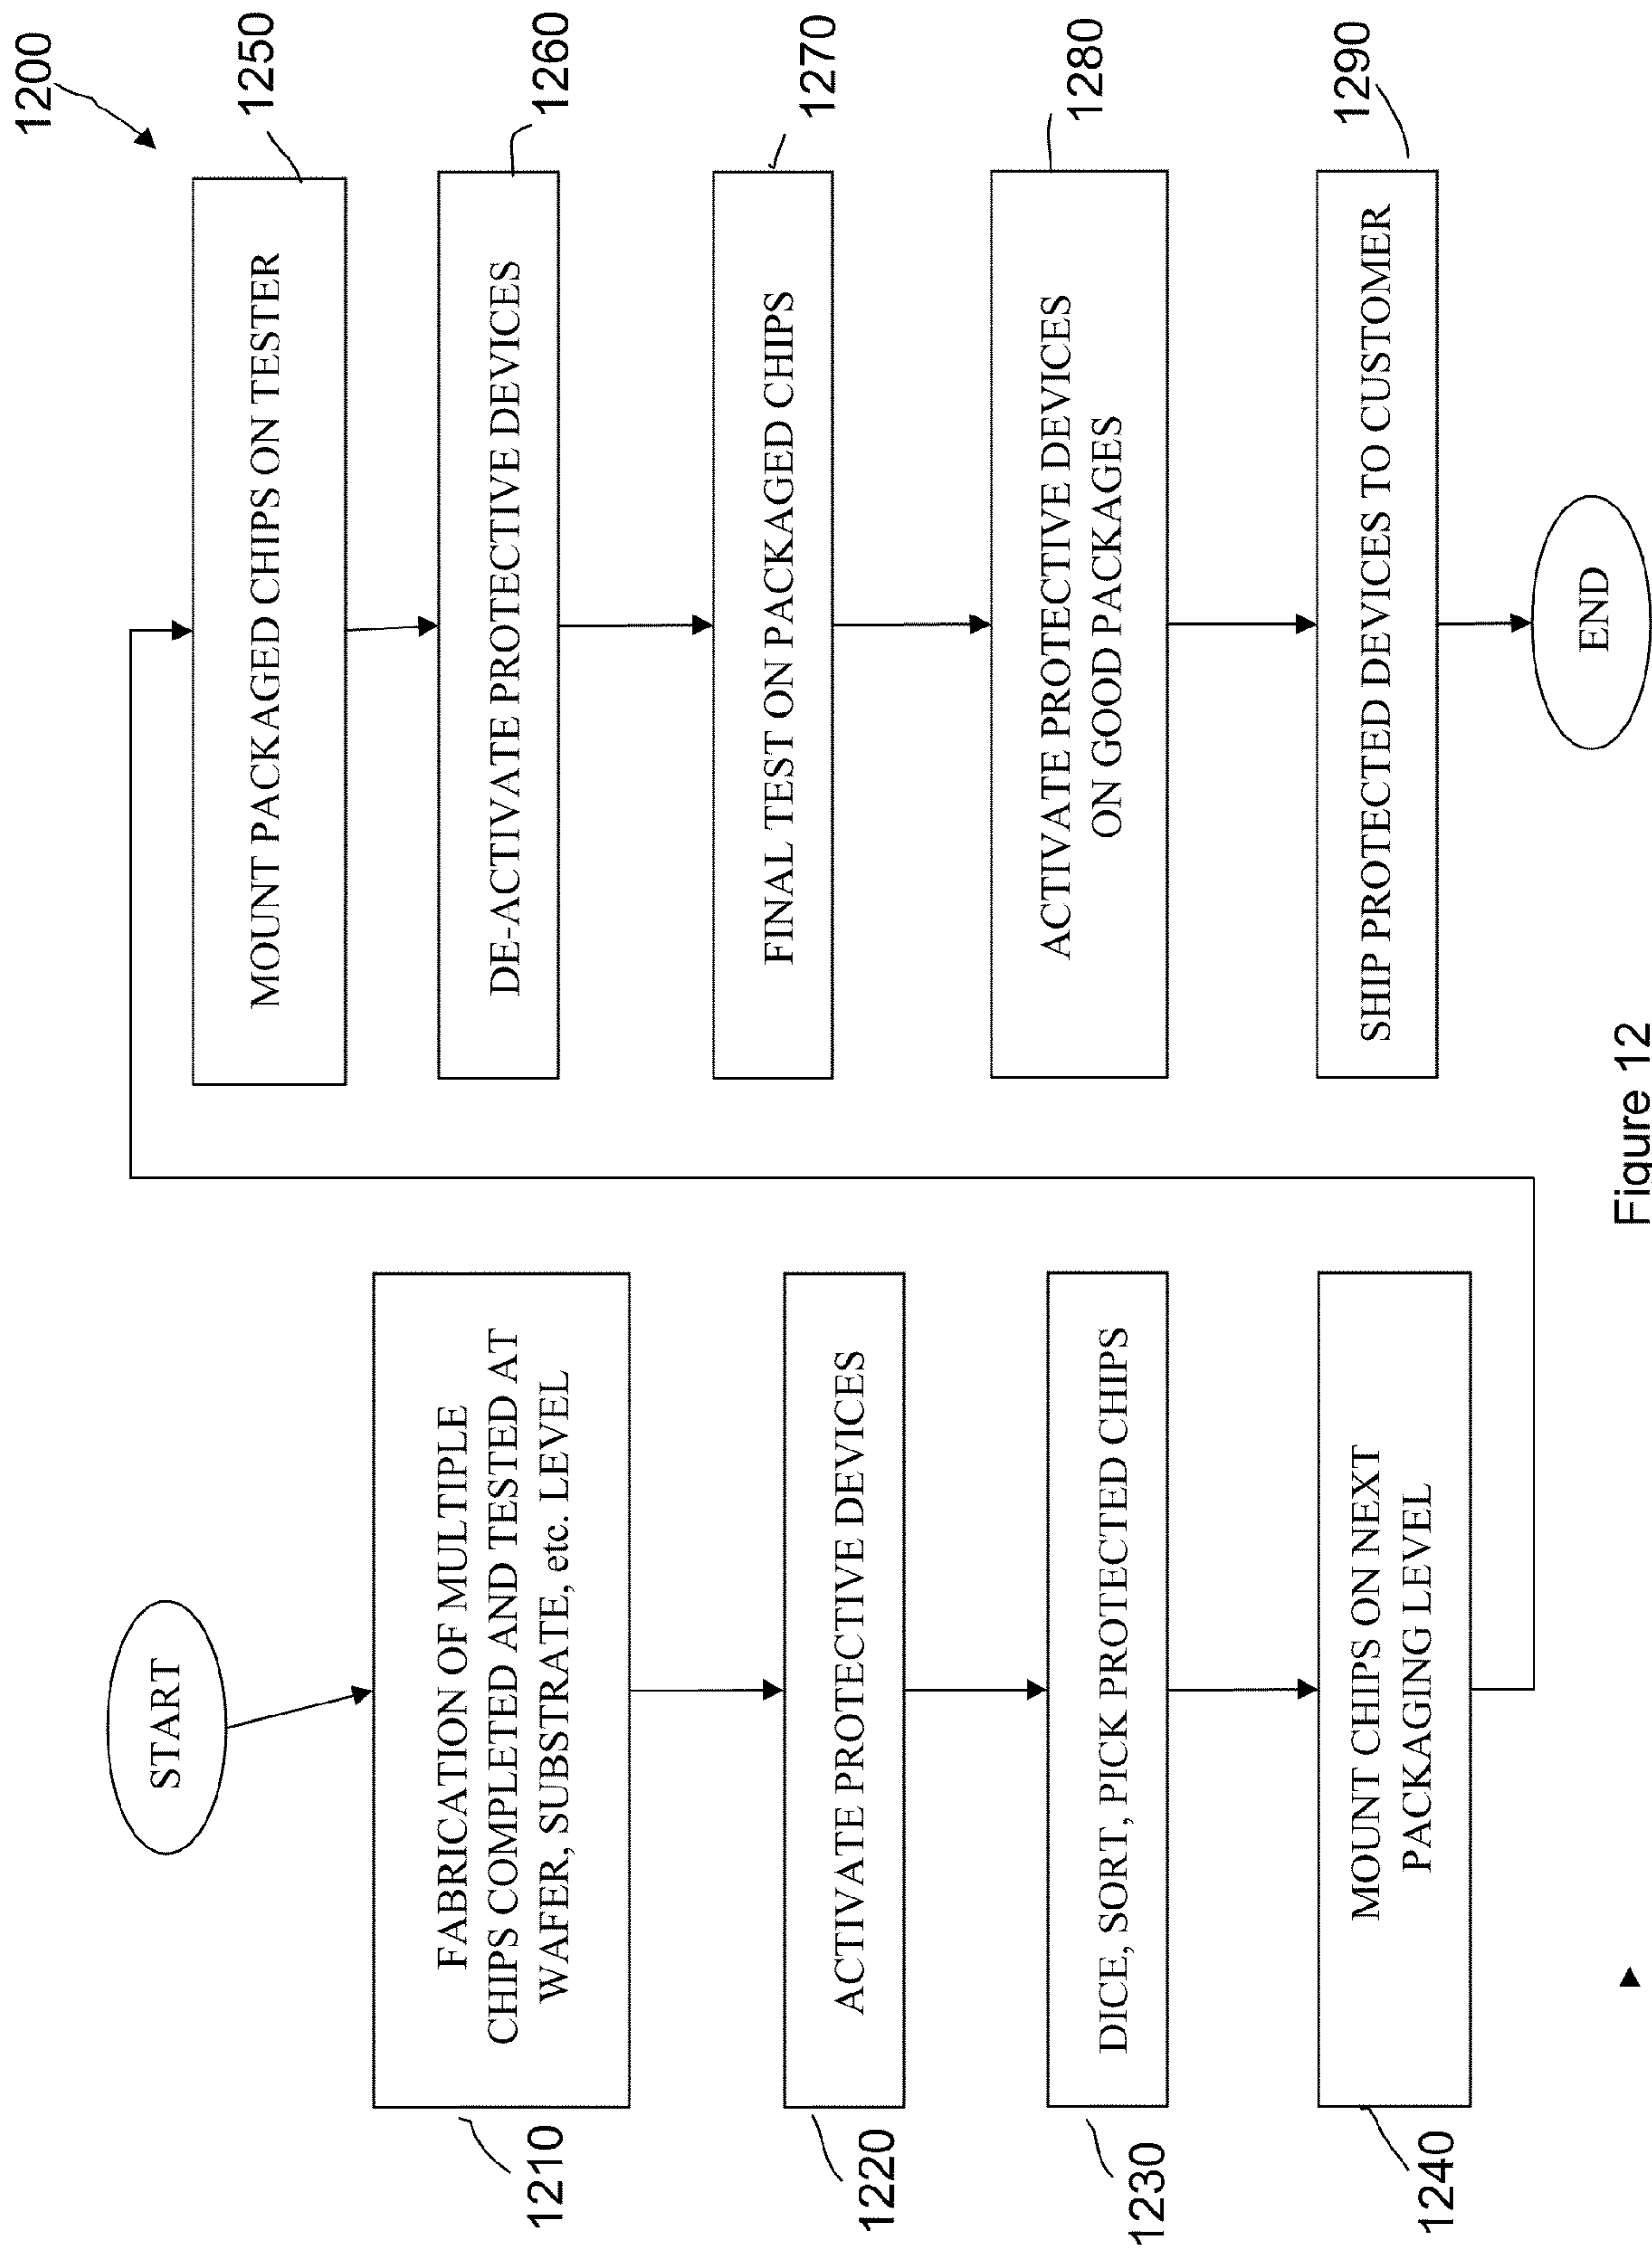 1200
START
1210
FABRICATION OF MULTIPLE
CHIPS COMPLETED AND TESTED AT
WAFER, SUBSTRATE, etc. LEVEL
1220
ACTIVATE PROTECTIVE DEVICES
1230
DICE, SORT, PICK PROTECTED CHIPS
1240
MOUNT CHIPS ON NEXT
PACKAGING LEVEL
1250
MOUNT PACKAGED CHIPS ON TESTER
1260
DE-ACTIVATE PROTECTIVE DEVICES
1270
FINAL TEST ON PACKAGED CHIPS
1280
ACTIVATE PROTECTIVE DEVICES
ON GOOD PACKAGES
1290
SHIP PROTECTED DEVICES TO CUSTOMER
END
Figure 12